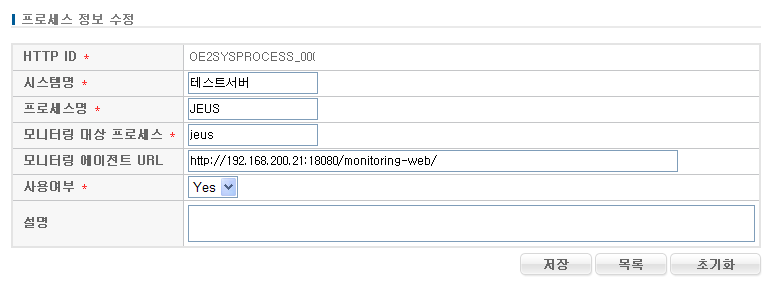 프로세스 정보 수정
HTTP ID * OE2SYSPROCESS_00
시스템명 * 테스트서버
프로세스명 * JEUS
모니터링 대상 프로세스 * jeus
모니터링 에이전트 URL http://192.168.200.21:18080/monitoring-web/
사용여부 * Yes
설명
저장 목록 초기화